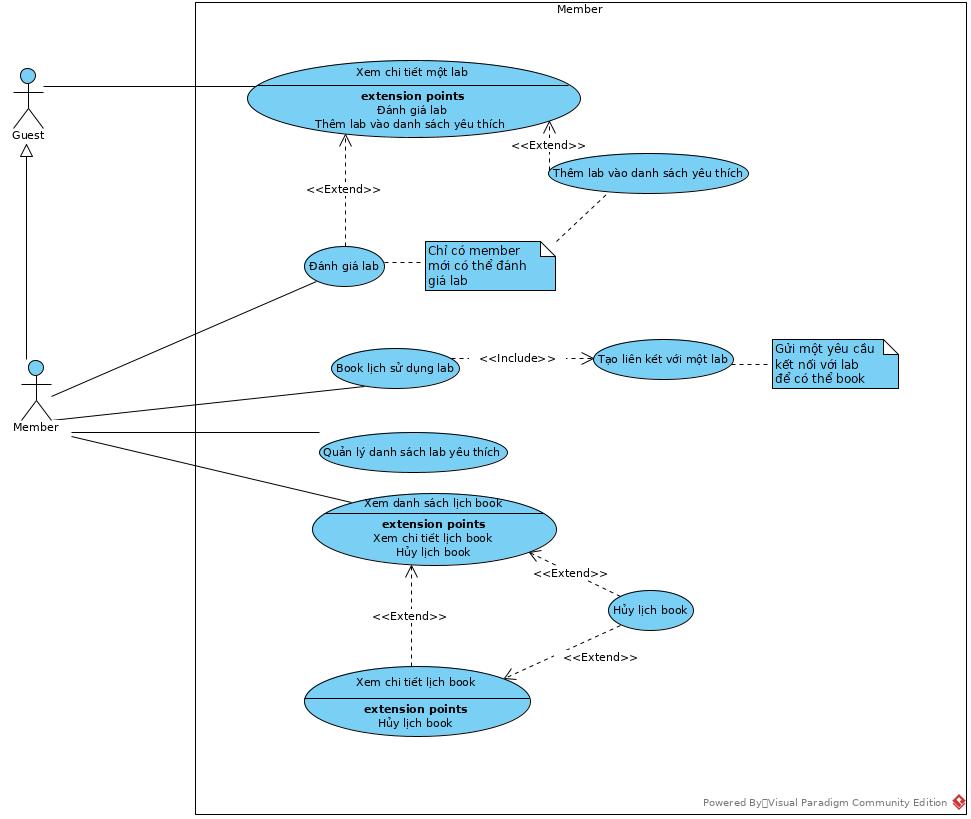 Member
Xem chi tiết một lab
extension points
Đánh giá lab
Thêm lab vào danh sách yêu thích
Guest
<<Extend>>
Thêm lab vào danh sách yêu thích
<<Extend>>
Chỉ có member
mới có thể đánh
giá lab
Đánh giá lab
Gửi một yêu cầu
kết nối với lab
để có thể book
Book lịch sử dụng lab
<<Include>>
Tạo liên kết với một lab
Member
Quản lý danh sách lab yêu thích
Xem danh sách lịch book
extension points
Xem chi tiết lịch book
Hủy lịch book
<<Extend>>
Hủy lịch book
<<Extend>>
<<Extend>>
Xem chi tiết lịch book
extension points
Hủy lịch book
Powered By Visual Paradigm Community Edition